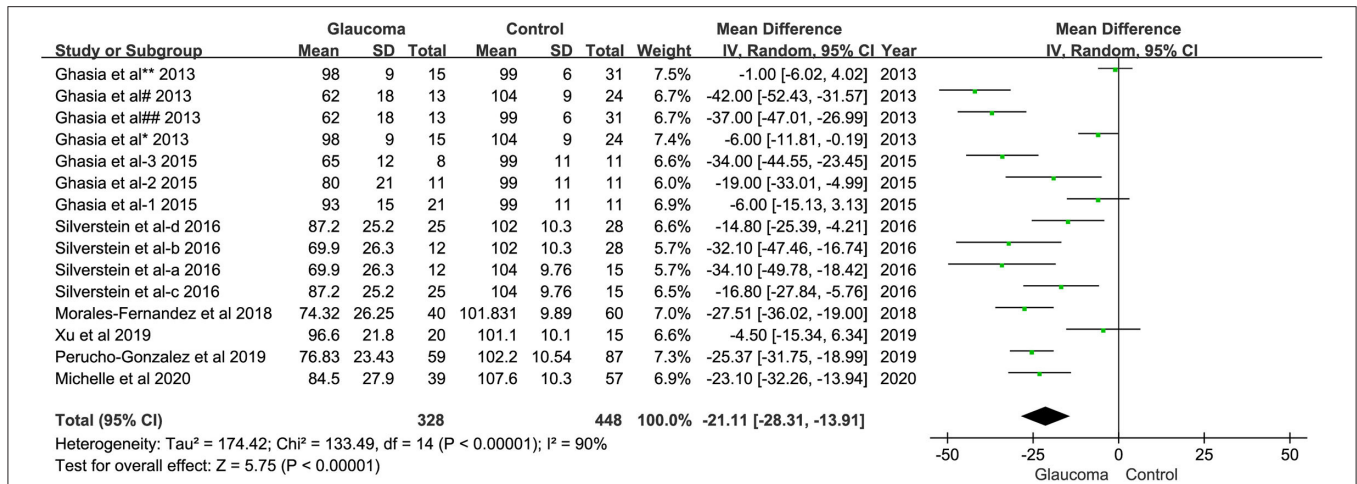 Glaucoma Control Mean Difference Mean Difference
Study or Subgroup Mean SD Total Mean SD Total Weight IV, Random, 95% CI Year IV, Random, 95% CI
Ghasia et al** 2013 98 9 15 99 6 31 7.5% -1.00 [-6.02, 4.02] 2013
Ghasia et al# 2013 62 18 13 104 9 24 6.7% -42.00 [-52.43, -31.57] 2013
Ghasia et al## 2013 62 18 13 99 6 31 6.8% -37.00 [-47.01, -26.99] 2013
Ghasia et al* 2013 98 9 15 104 9 24 7.4% -6.00 [-11.81, -0.19] 2013
Ghasia et al-3 2015 65 12 8 99 11 11 6.6% -34.00 [-44.55, -23.45] 2015
Ghasia et al-2 2015 80 21 11 99 11 11 6.0% -19.00 [-33.01, -4.99] 2015
Ghasia et al-1 2015 93 15 21 99 11 11 6.9% -6.00 [-15.13, 3.13] 2015
Silverstein et al-d 2016 87.2 25.2 25 102 10.3 28 6.6% -14.80 [-25.39, -4.21] 2016
Silverstein et al-b 2016 69.9 26.3 12 102 10.3 28 5.7% -32.10 [-47.46, -16.74] 2016
Silverstein et al-a 2016 69.9 26.3 12 104 9.76 15 5.7% -34.10 [-49.78, -18.42] 2016
Silverstein et al-c 2016 87.2 25.2 25 104 9.76 15 6.5% -16.80 [-27.84, -5.76] 2016
Morales-Fernandez et al 2018 74.32 26.25 40 101.831 9.89 60 7.0% -27.51 [-36.02, -19.00] 2018
Xu et al 2019 96.6 21.8 20 101.1 10.1 15 6.6% -4.50 [-15.34, 6.34] 2019
Perucho-Gonzalez et al 2019 76.83 23.43 59 102.2 10.54 87 7.3% -25.37 [-31.75, -18.99] 2019
Michelle et al 2020 84.5 27.9 39 107.6 10.3 57 6.9% -23.10 [-32.26, -13.94] 2020
Total (95% CI) 328 448 100.0% -21.11 [-28.31, -13.91]
Heterogeneity: Tau² = 174.42; Chi² = 133.49, df = 14 (P < 0.00001); I² = 90%
Test for overall effect: Z = 5.75 (P < 0.00001)
-50 -25 0 25 50
Glaucoma Control